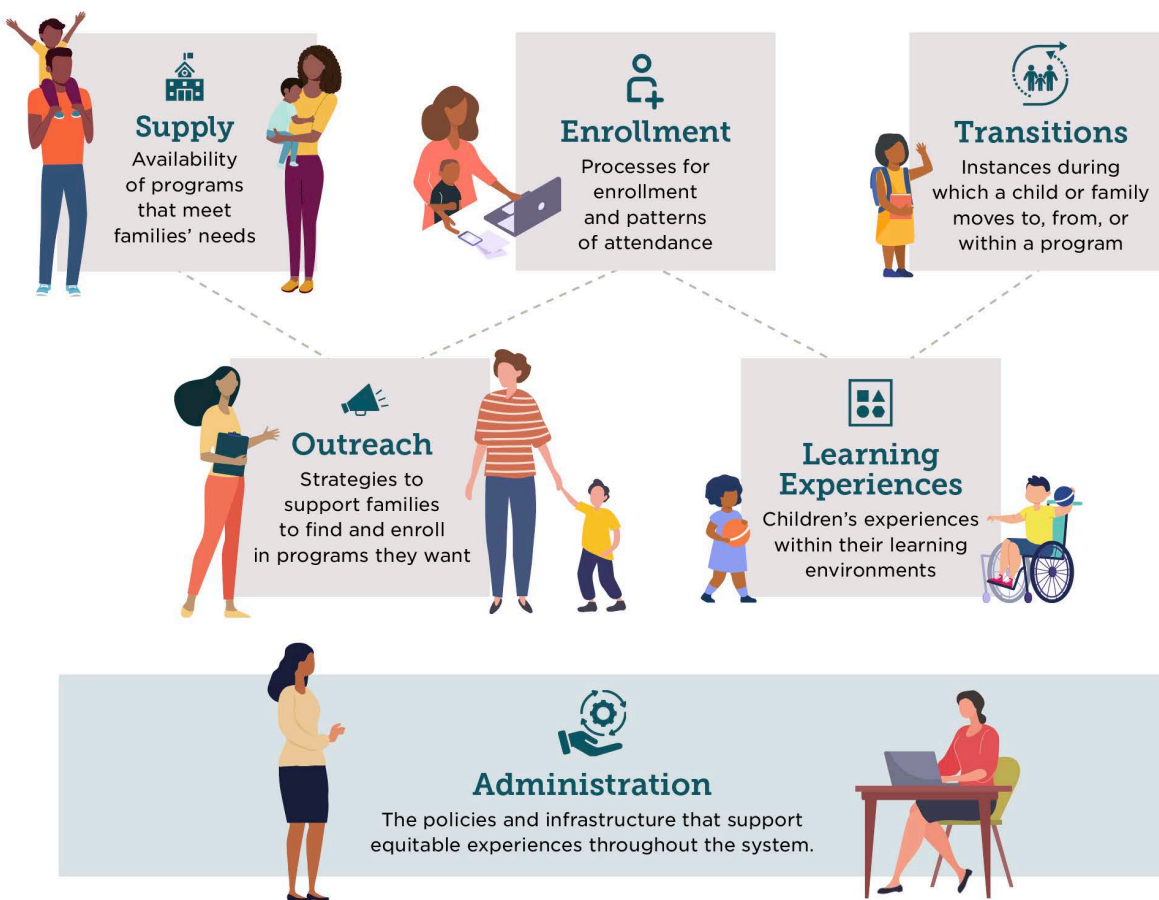 Supply
Availability
of programs
that meet
families’ needs
Enrollment
Processes for
enrollment
and patterns
of attendance
Transitions
Instances during
which a child or family
moves to, from, or
within a program
Outreach
Strategies to
support families
to find and enroll
in programs they want
Learning
Experiences
Children’s experiences
within their learning
environments
Administration
The policies and infrastructure that support
equitable experiences throughout the system.